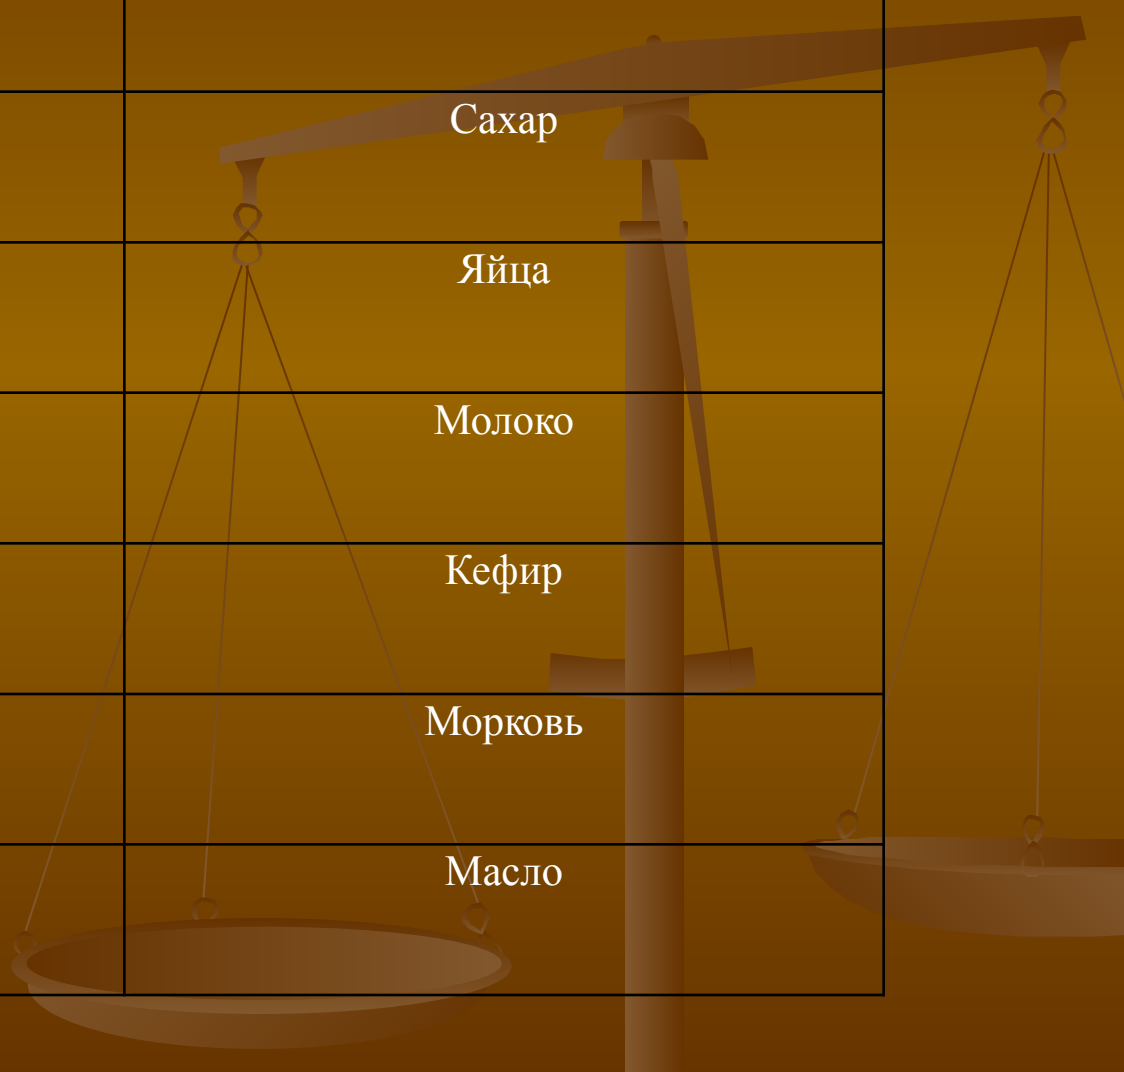 Сахар
Яйца
Молоко
Кефир
Морковь
Масло